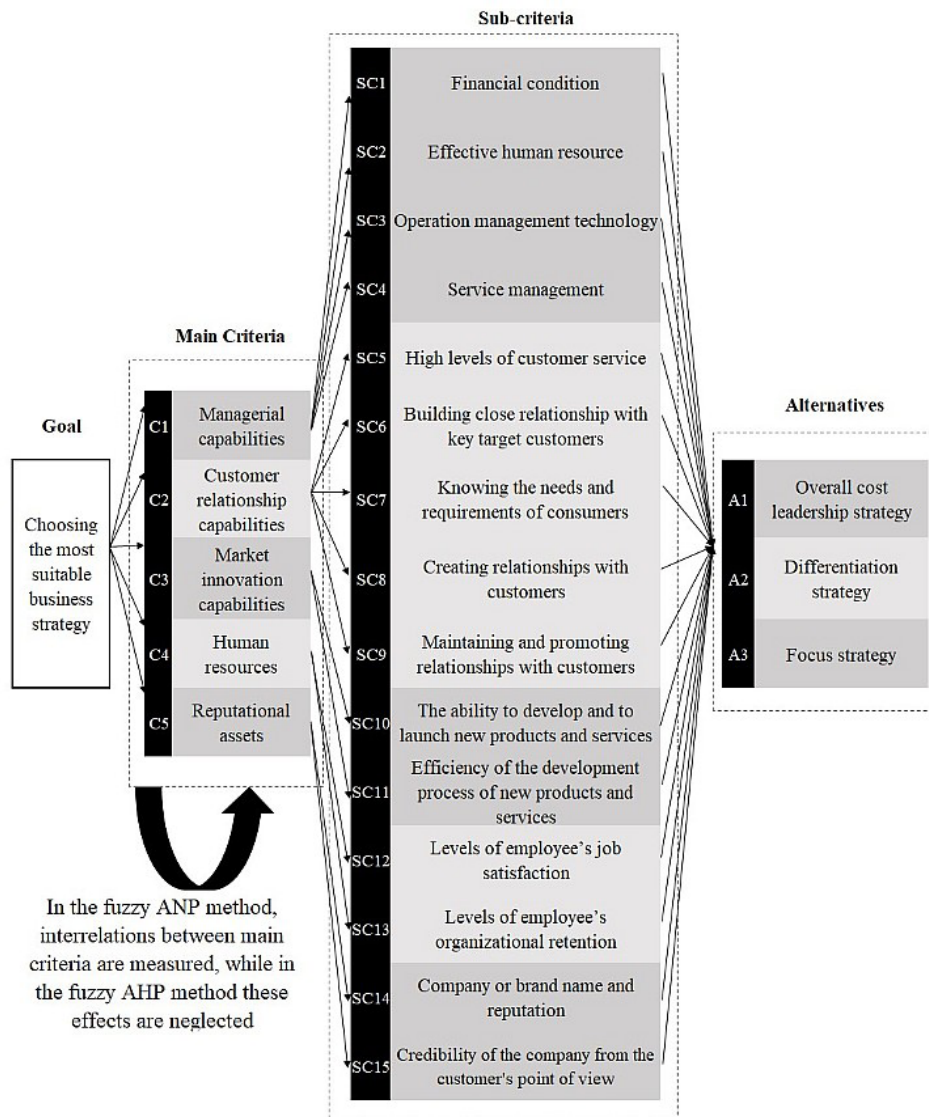 Sub-criteria
SC1
Financial condition
SC2
Effective human resource
SC3
Operation management technology
SC4
Service management
SC5
High levels of customer service
SC6
Building close relationship with
key target customers
SC7
Knowing the needs and
requirements of consumers
SC8
Creating relationships with
customers
SC9
Maintaining and promoting
relationships with customers
SC10
The ability to develop and to
launch new products and services
SC11
Efficiency of the development
process of new products and
services
SC12
Levels of employee's job
satisfaction
SC13
Levels of employee's
organizational retention
SC14
Company or brand name and
reputation
SC15
Credibility of the company from the
customer's point of view
Main Criteria
C1
Managerial
capabilities
C2
Customer
relationship
capabilities
C3
Market
innovation
capabilities
C4
Human
resources
C5
Reputational
assets
Goal
Choosing
the most
suitable
business
strategy
Alternatives
A1
Overall cost
leadership strategy
A2
Differentiation
strategy
A3
Focus strategy
In the fuzzy ANP method,
interrelations between main
criteria are measured, while in
the fuzzy AHP method these
effects are neglected